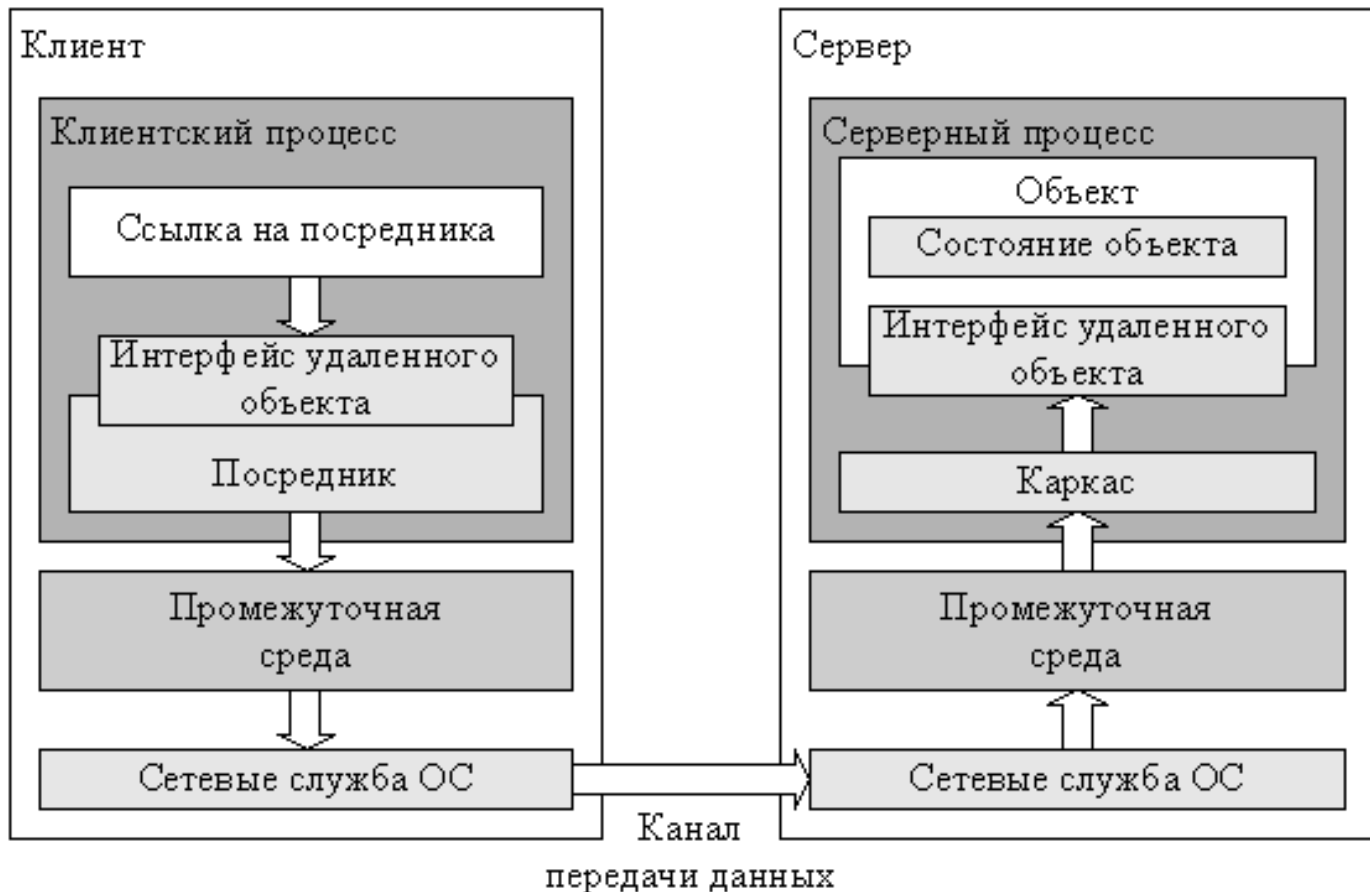 Клиент
Клиентский процесс
Ссылка на посредника
Интерфейс удаленного
объекта
Посредник
Промежуточная
среда
Сетевые служба ОС
Сервер
Серверный процесс
Объект
Состояние объекта
Интерфейс удаленного
объекта
Каркас
Промежуточная
среда
Сетевые служба ОС
Канал
передачи данных